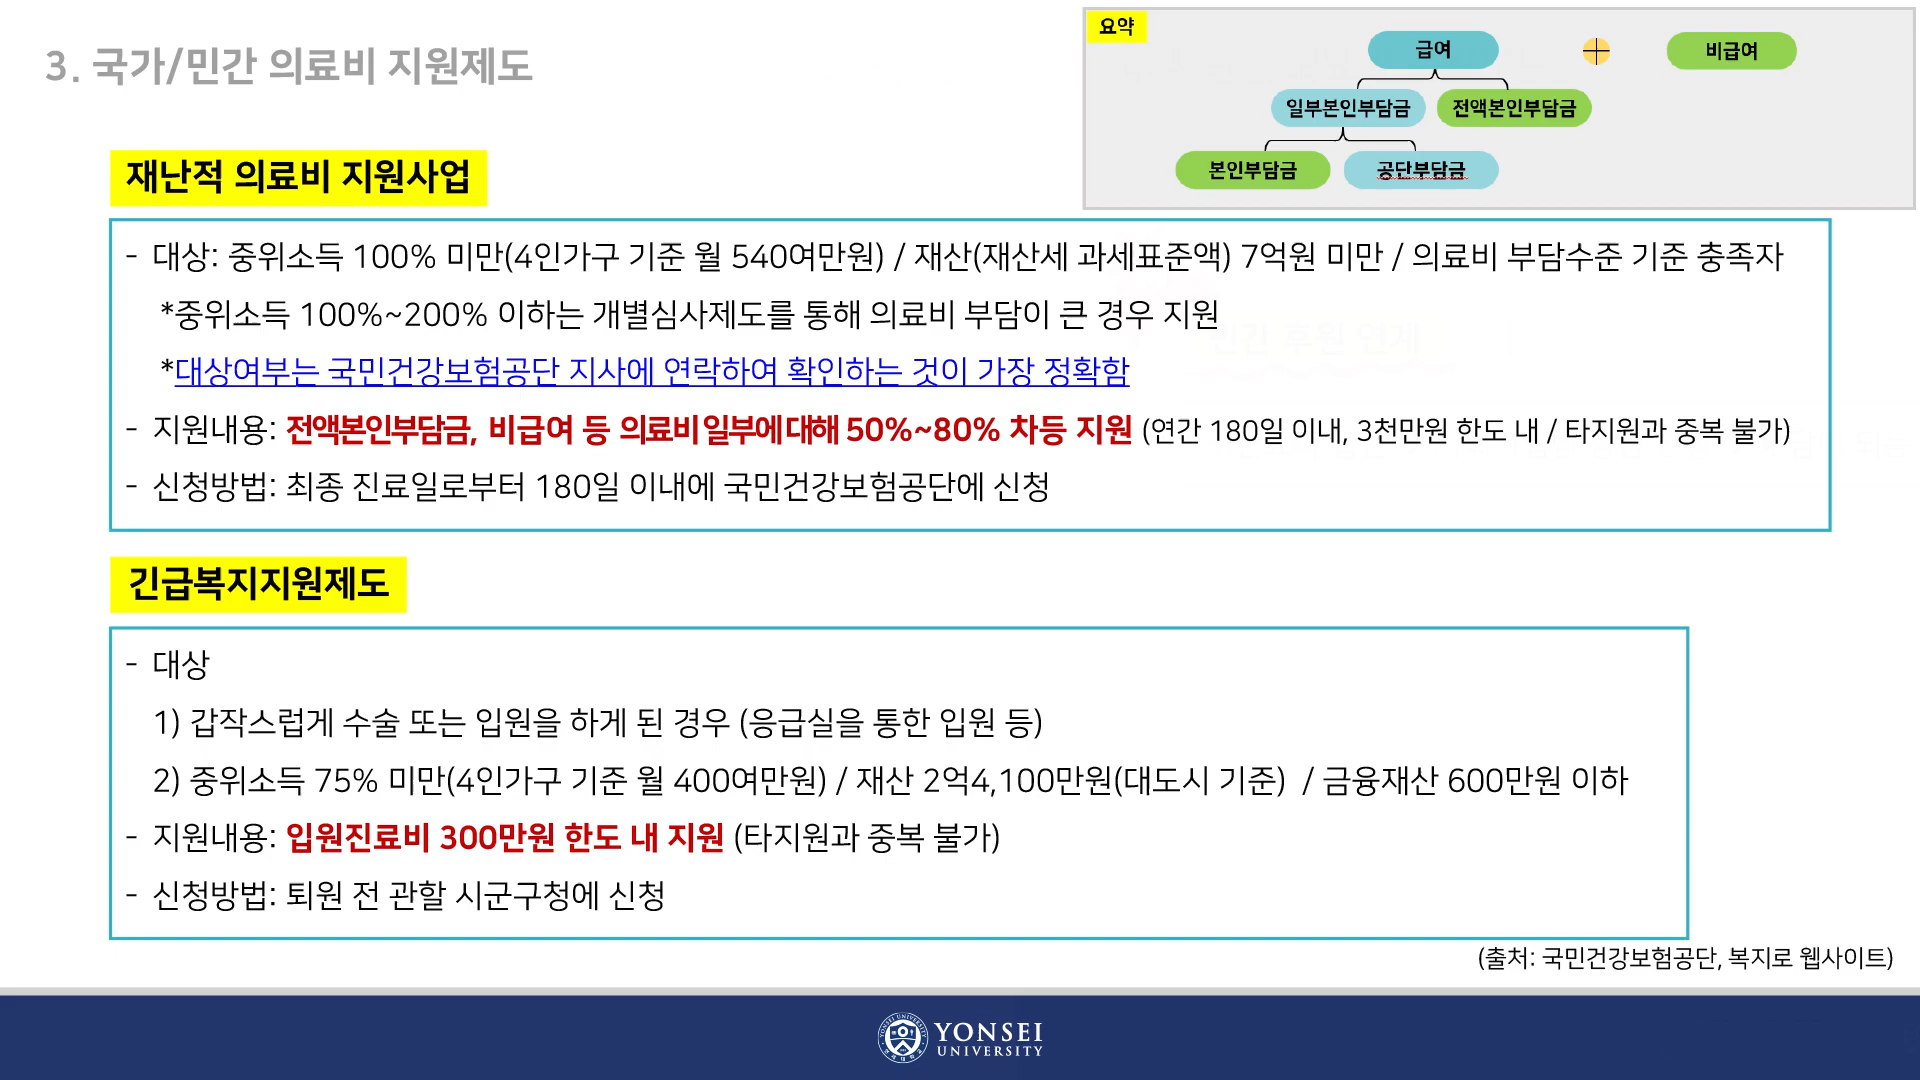 3. 국가/민간 의료비 지원제도
요약
급여
비급여
일부본인부담금
전액본인부담금
본인부담금
공단부담금
재난적 의료비 지원사업
- 대상: 중위소득 100% 미만(4인가구 기준 월 540여만원) / 재산(재산세 과세표준액) 7억원 미만 / 의료비 부담수준 기준 충족자
*중위소득 100%~200% 이하는 개별심사제도를 통해 의료비 부담이 큰 경우 지원
*대상여부는 국민건강보험공단 지사에 연락하여 확인하는 것이 가장 정확함
- 지원내용: 전액본인부담금, 비급여 등 의료비 일부에 대해 50%~80% 차등 지원 (연간 180일 이내, 3천만원 한도 내 / 타지원과 중복 불가)
- 신청방법: 최종 진료일로부터 180일 이내에 국민건강보험공단에 신청
긴급복지지원제도
- 대상
1) 갑작스럽게 수술 또는 입원을 하게 된 경우 (응급실을 통한 입원 등)
2) 중위소득 75% 미만(4인가구 기준 월 400여만원) / 재산 2억4,100만원(대도시 기준) / 금융재산 600만원 이하
- 지원내용: 입원진료비 300만원 한도 내 지원 (타지원과 중복 불가)
- 신청방법: 퇴원 전 관할 시군구청에 신청
(출처: 국민건강보험공단, 복지로 웹사이트)
YONSEI
UNIVERSITY